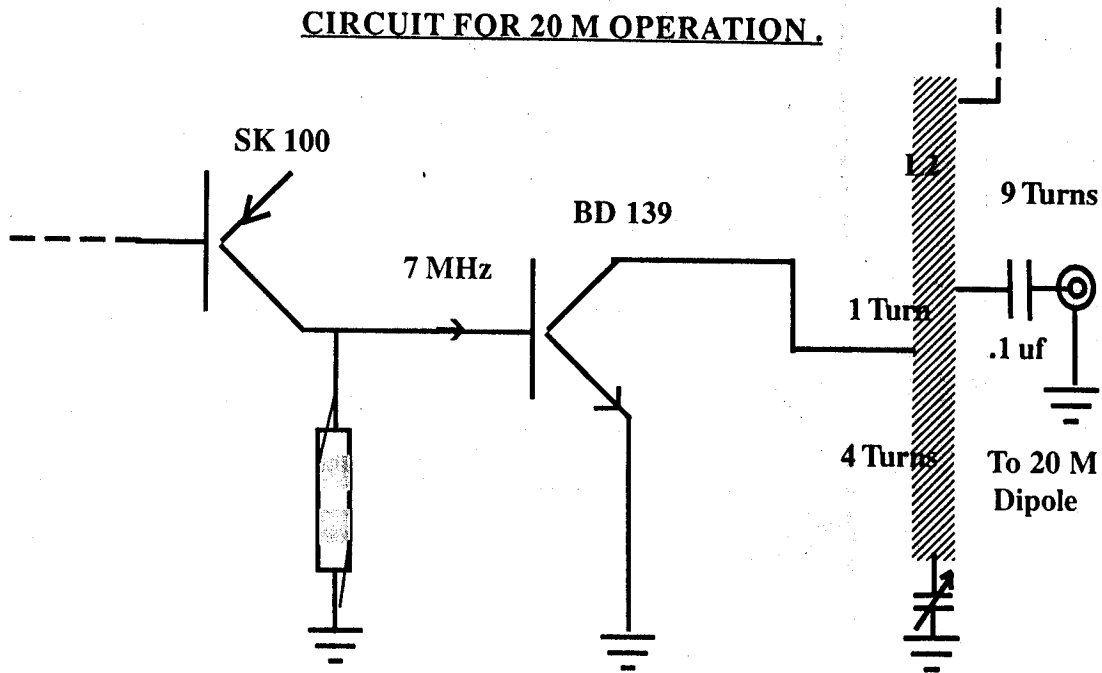 CIRCUIT FOR 20 M OPERATION .
SK 100
L2
9 Turns
BD 139
7 MHz
1 Turn
.1 uf
4 Turns
To 20 M
Dipole